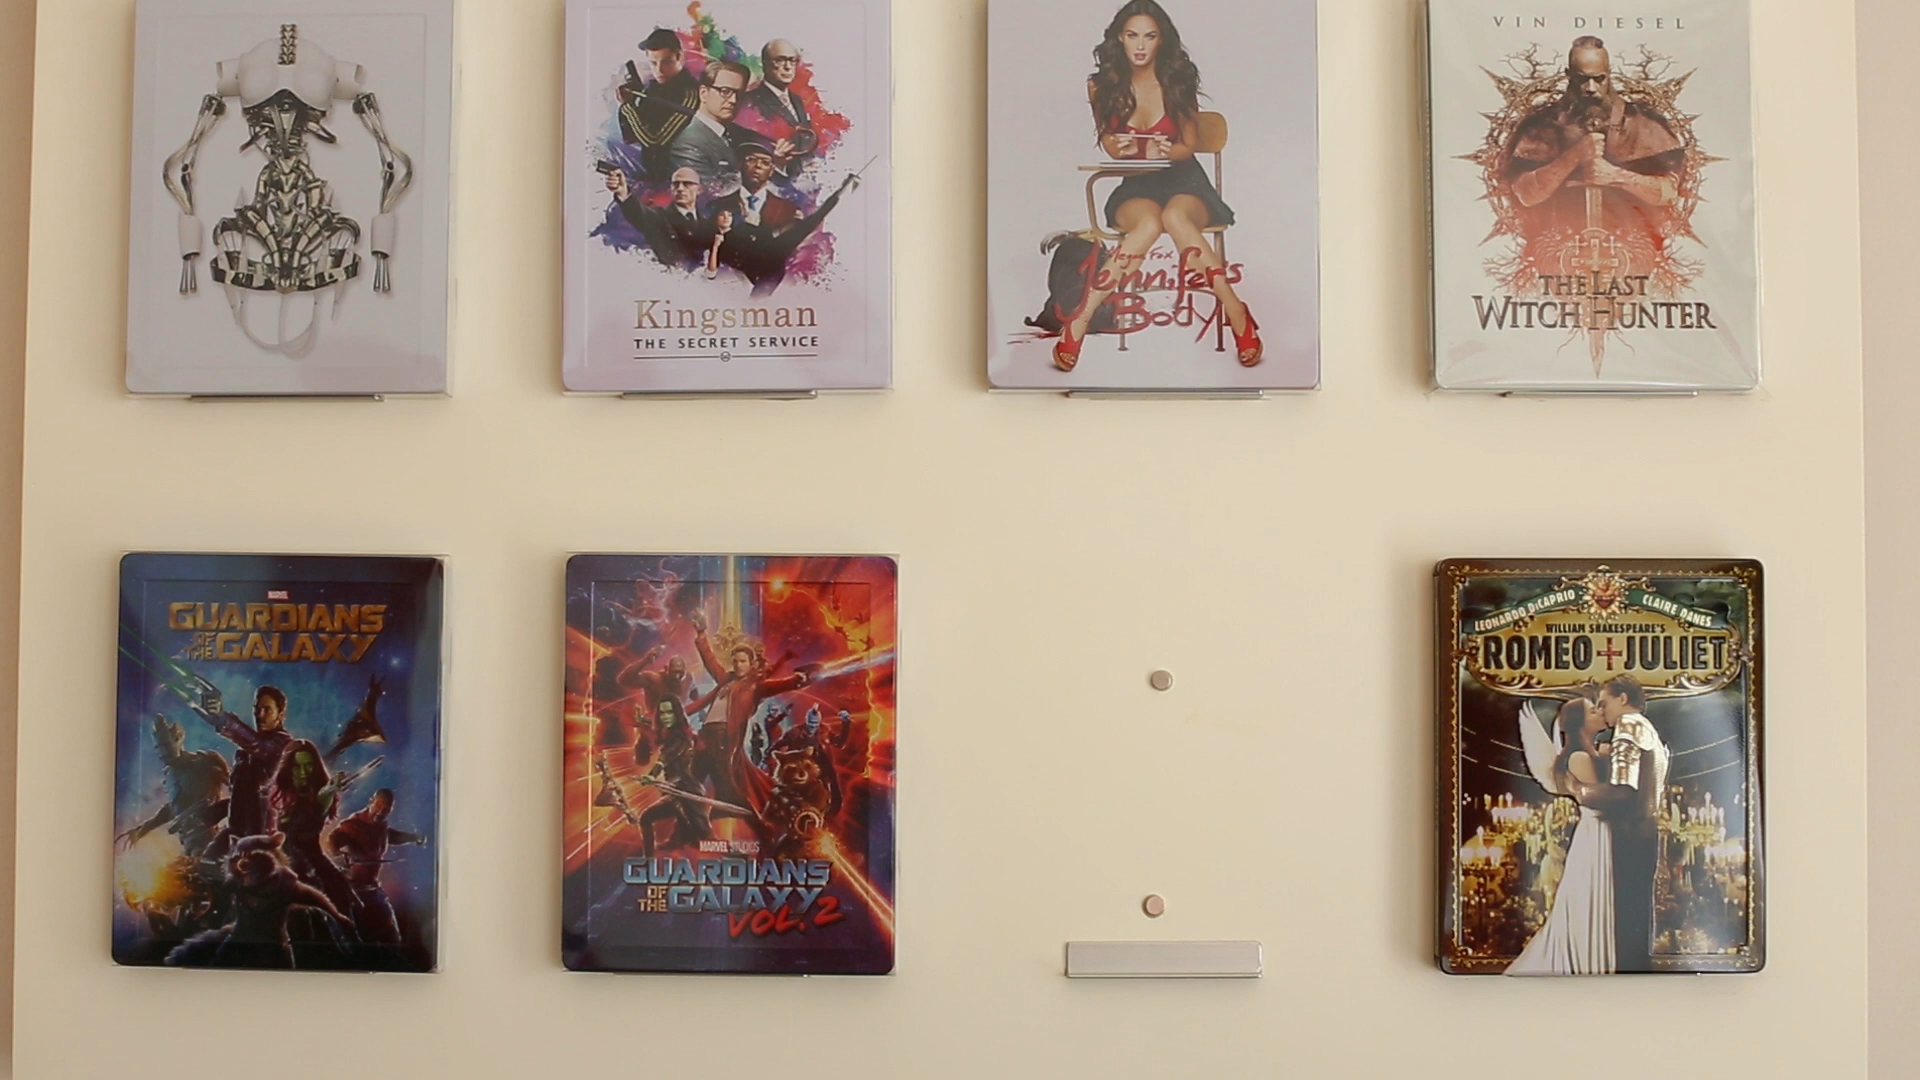 Kingsman
THE SECRET SERVICE
Megan Fox
Jennifer's
Body
VIN DIESEL
THE LAST
WITCH HUNTER
MARVEL
GUARDIANS
OF THE GALAXY
MARVEL STUDIOS
GUARDIANS
OF THE GALAXY
VOL. 2
LEONARDO DiCAPRIO CLAIRE DANES
WILLIAM SHAKESPEARE'S
ROMEO + JULIET